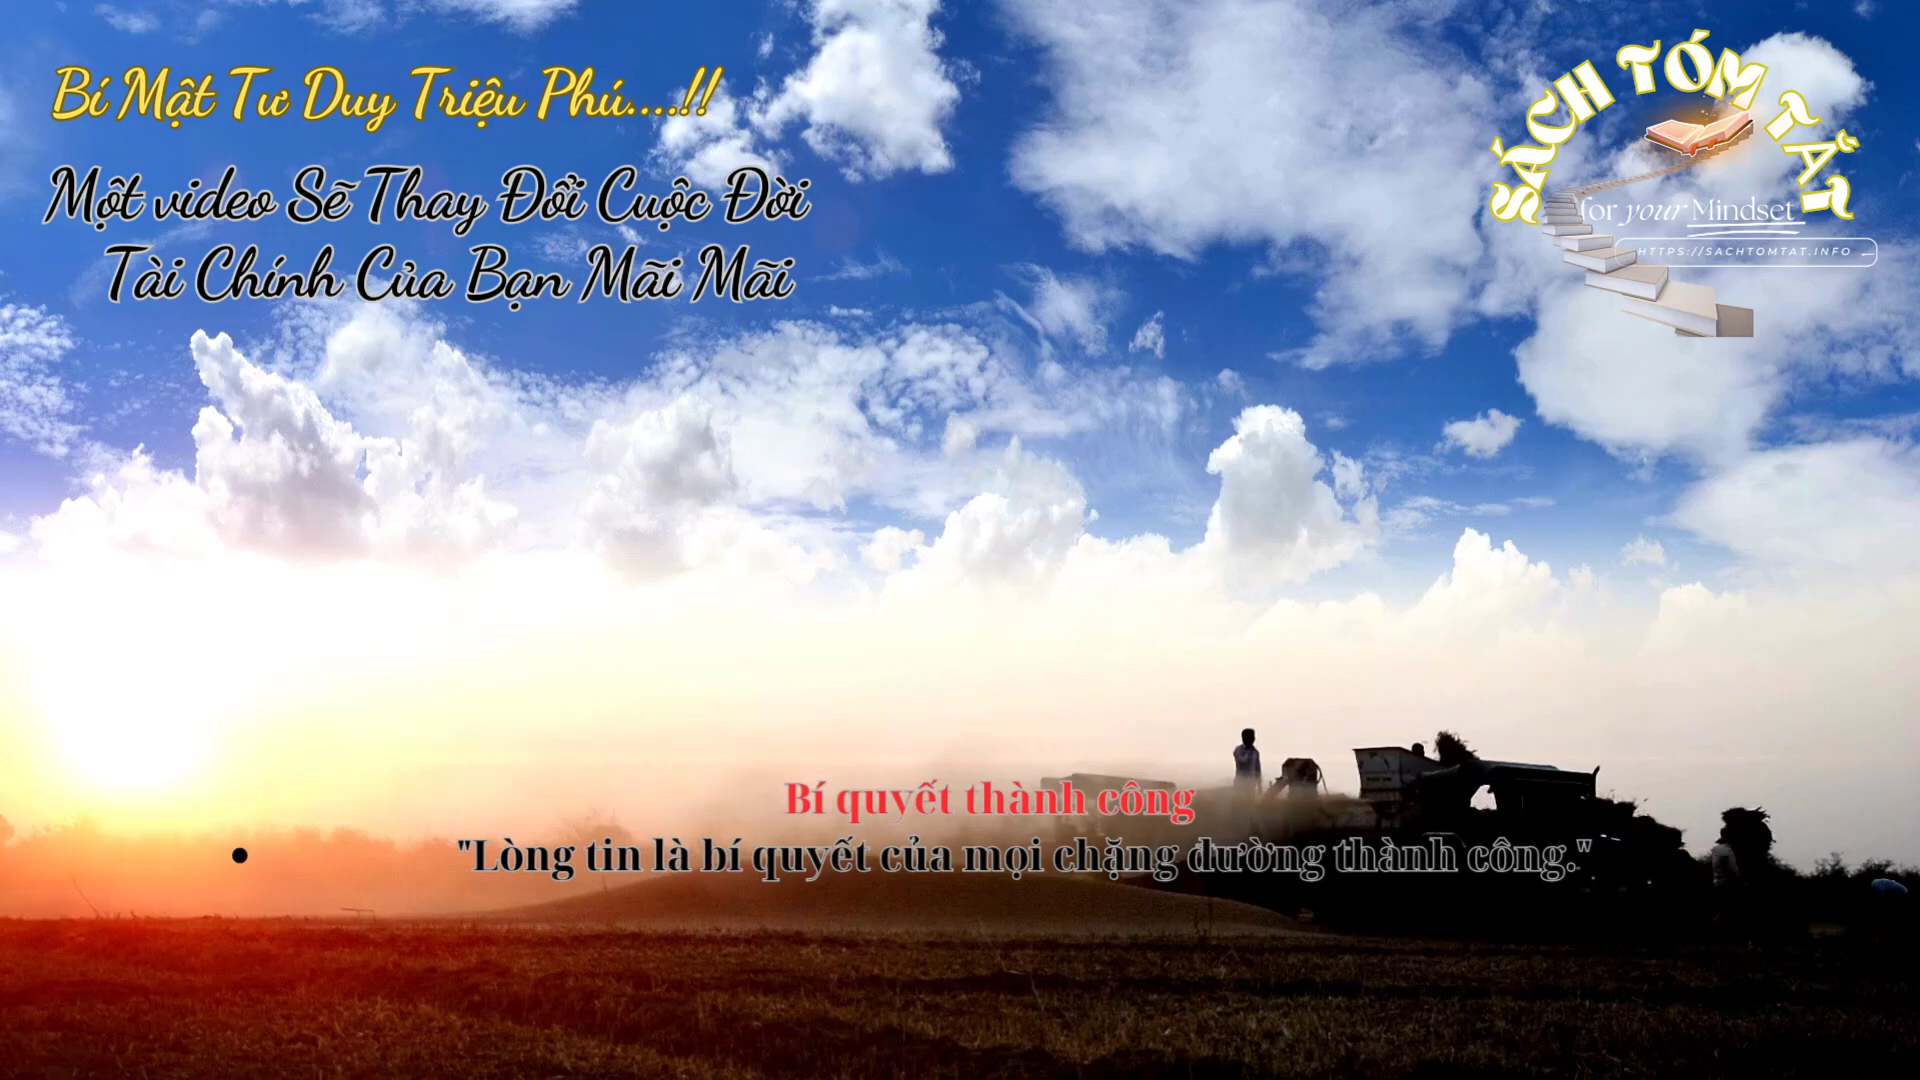 Bí Mật Tư Duy Triệu Phú....!!
Một video Sẽ Thay Đổi Cuộc Đời
Tài Chính Của Bạn Mãi Mãi
SÁCH TÓM TẮT
for your Mindset
HTTPS://SACHTOMTAT.INFO
Bí quyết thành công
• "Lòng tin là bí quyết của mọi chặng đường thành công."